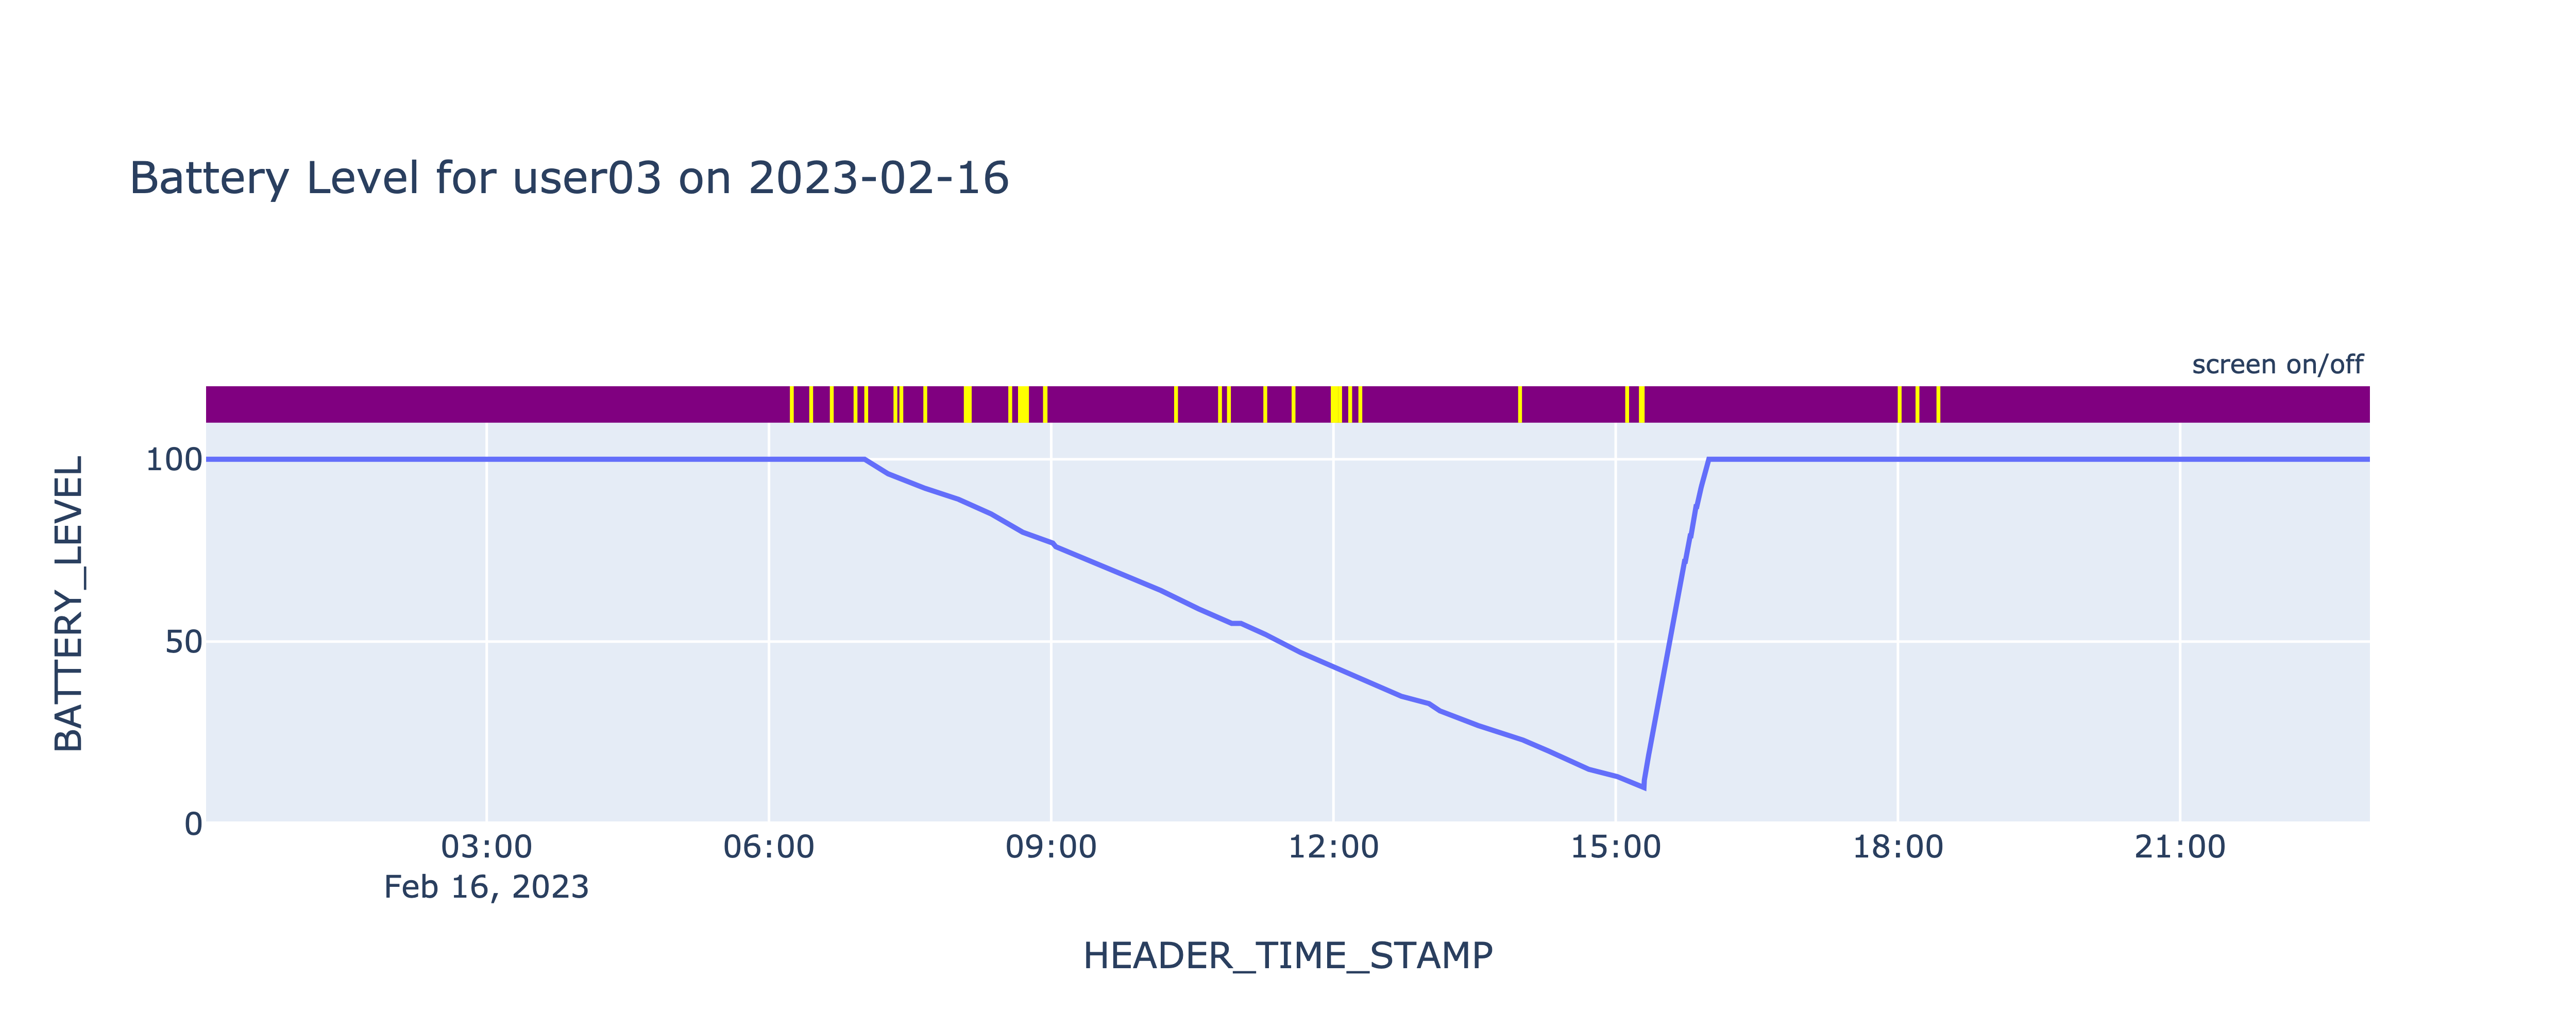 Battery Level for user03 on 2023-02-16
screen on/off
BATTERY_LEVEL
100
50
0
03:00 06:00 09:00 12:00 15:00 18:00 21:00
Feb 16, 2023
HEADER_TIME_STAMP